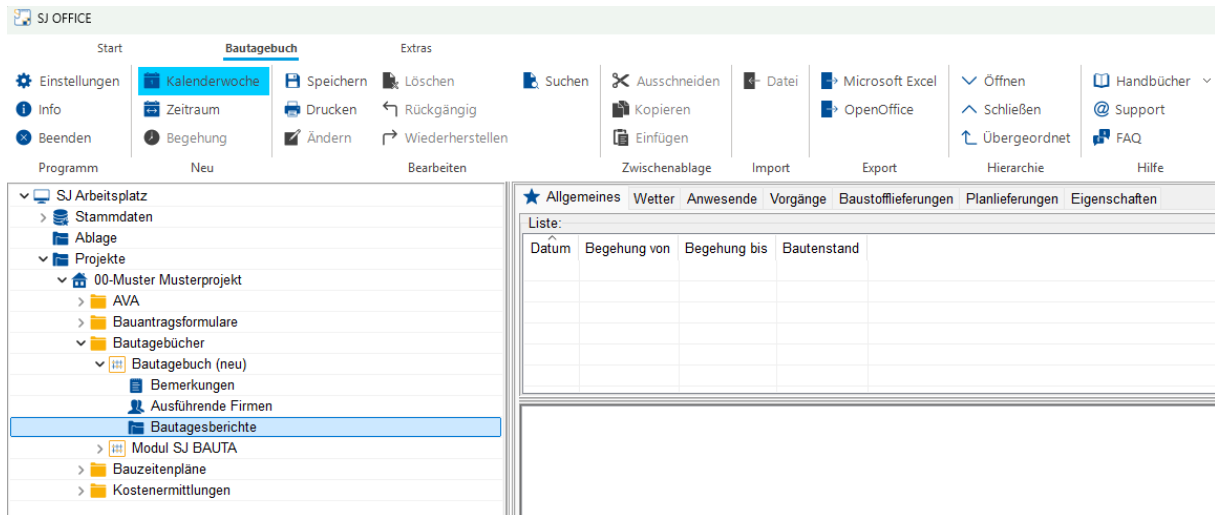 SJ OFFICE
Start Bautagebuch Extras
Einstellungen Kalenderwoche Speichern Löschen Suchen Ausschneiden Datei Microsoft Excel Öffnen Handbücher
Info Zeitraum Drucken Rückgängig Kopieren OpenOffice Schließen Support
Beenden Begehung Ändern Wiederherstellen Einfügen Übergeordnet FAQ
Programm Neu Bearbeiten Zwischenablage Import Export Hierarchie Hilfe
SJ Arbeitsplatz
Stammdaten
Ablage
Projekte
00-Muster Musterprojekt
AVA
Bauantragsformulare
Bautagebücher
Bautagebuch (neu)
Bemerkungen
Ausführende Firmen
Bautagesberichte
Modul SJ BAUTA
Bauzeitenpläne
Kostenermittlungen
Allgemeines Wetter Anwesende Vorgänge Baustofflieferungen Planlieferungen Eigenschaften
Liste:
Datum Begehung von Begehung bis Bautenstand